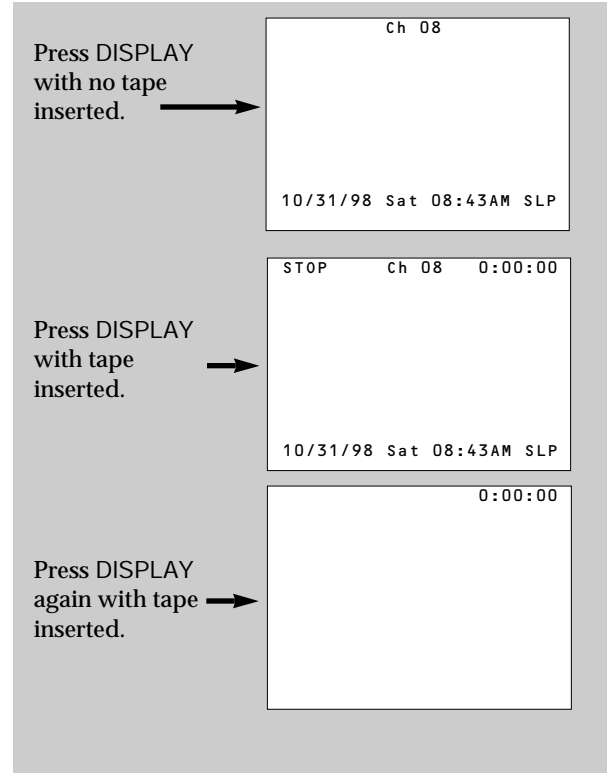 Press DISPLAY
with no tape
inserted.
Ch 08
10/31/98 Sat 08:43AM SLP
Press DISPLAY
with tape
inserted.
STOP Ch 08 0:00:00
10/31/98 Sat 08:43AM SLP
Press DISPLAY
again with tape
inserted.
0:00:00